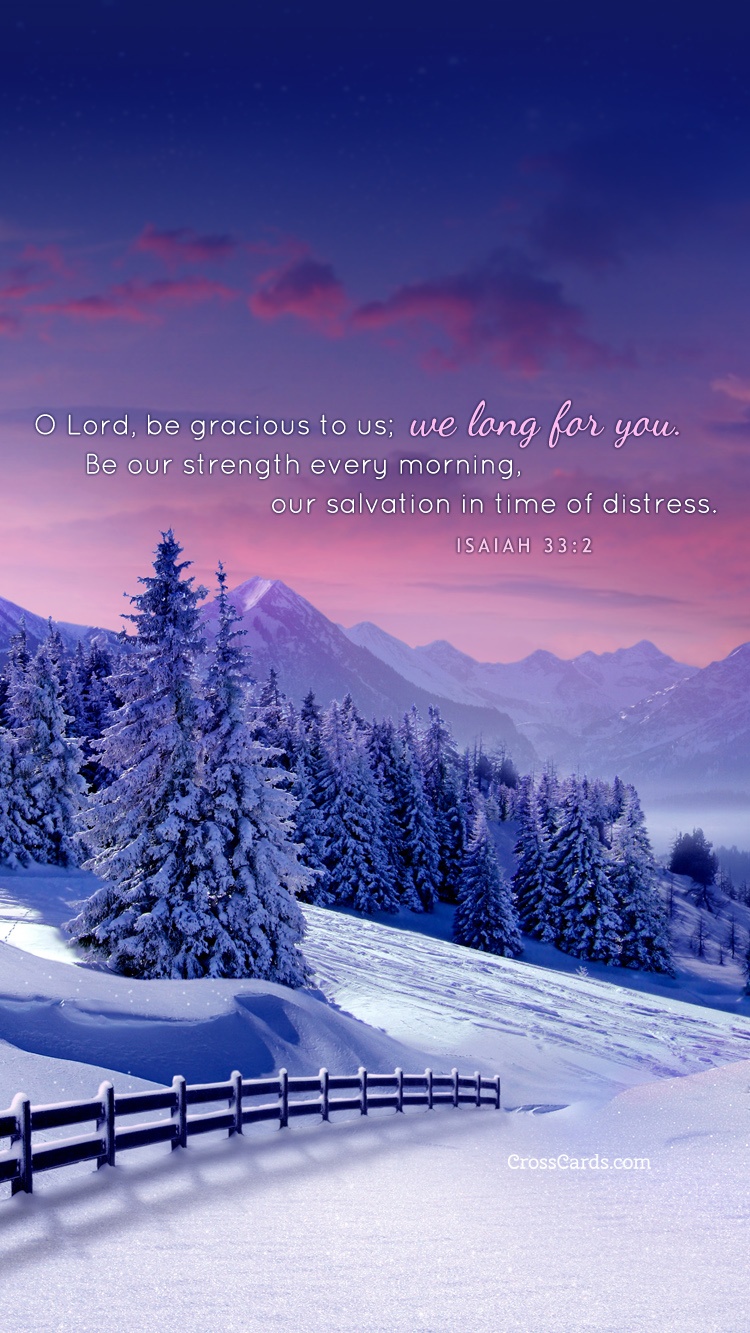 O Lord, be gracious to us; we long for you.
Be our strength every morning,
our salvation in time of distress.
ISAIAH 33:2
CrossCards.com